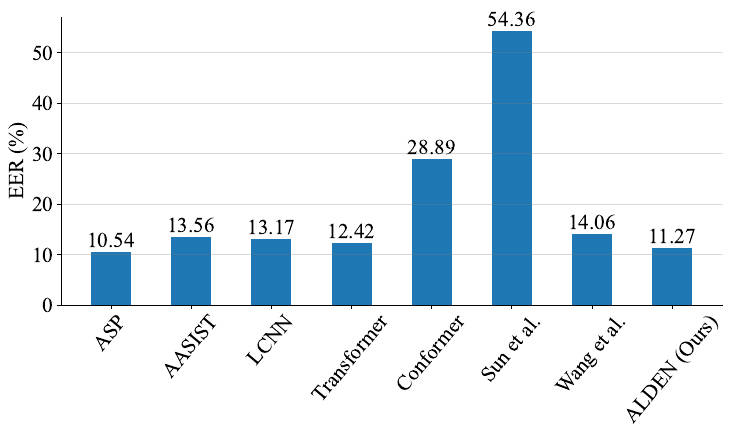 EER (%)
50
40
30
20
10
0
10.54
13.56
13.17
12.42
28.89
54.36
14.06
11.27
ASP
AASIST
LCNN
Transformer
Conformer
Sun et al.
Wang et al.
ALDEN (Ours)